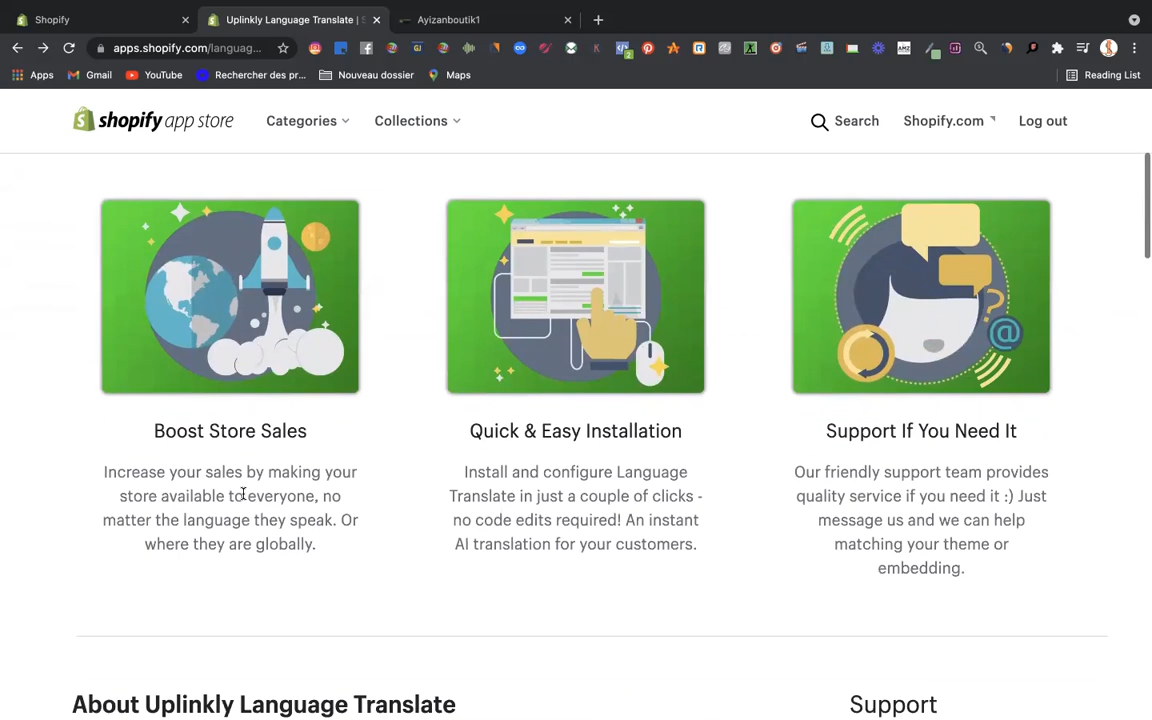 Shopify
Uplinkly Language Translate | S
Ayizanboutik1
apps.shopify.com/languag...
Apps
Gmail
YouTube
Rechercher des pr...
Nouveau dossier
Maps
Reading List
shopify app store
Categories
Collections
Search
Shopify.com
Log out
Boost Store Sales
Increase your sales by making your
store available to everyone, no
matter the language they speak. Or
where they are globally.
Quick & Easy Installation
Install and configure Language
Translate in just a couple of clicks -
no code edits required! An instant
AI translation for your customers.
Support If You Need It
Our friendly support team provides
quality service if you need it :) Just
message us and we can help
matching your theme or
embedding.
About Uplinkly Language Translate
Support